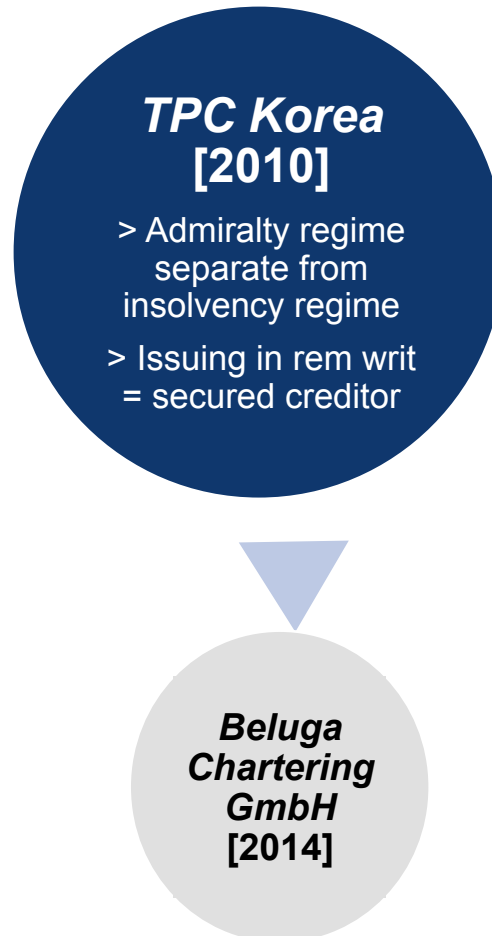 TPC Korea
[2010]
> Admiralty regime
separate from
insolvency regime
> Issuing in rem writ
= secured creditor
Beluga
Chartering
GmbH
[2014]